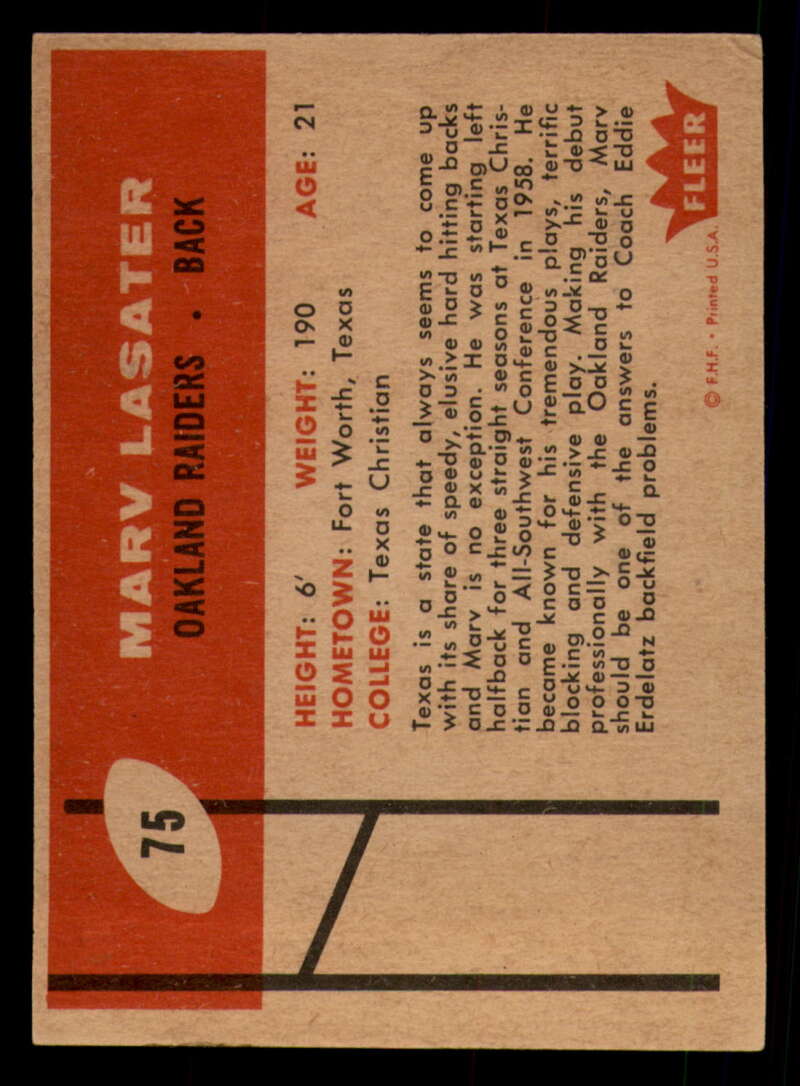 75
MARV LASATER
OAKLAND RAIDERS • BACK
HEIGHT: 6' WEIGHT: 190 AGE: 21
HOMETOWN: Fort Worth, Texas
COLLEGE: Texas Christian
Texas is a state that always seems to come up
with its share of speedy, elusive hard hitting backs
and Marv is no exception. He was starting left
halfback for three straight seasons at Texas Chris-
tian and All-Southwest Conference in 1958. He
became known for his tremendous plays, terrific
blocking and defensive play. Making his debut
professionally with the Oakland Raiders, Marv
should be one of the answers to Coach Eddie
Erdelatz backfield problems.
© F.H.F. • Printed U.S.A.
FLEER